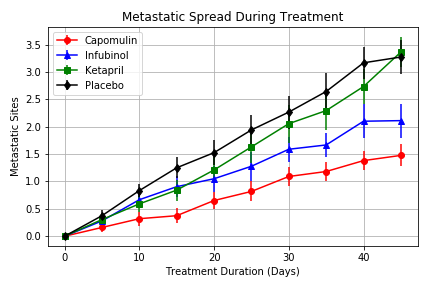 Metastatic Spread During Treatment
Capomulin
Infubinol
Ketapril
Placebo
3.5
3.0
2.5
2.0
1.5
1.0
0.5
0.0
Metastatic Sites
0
10
20
30
40
Treatment Duration (Days)